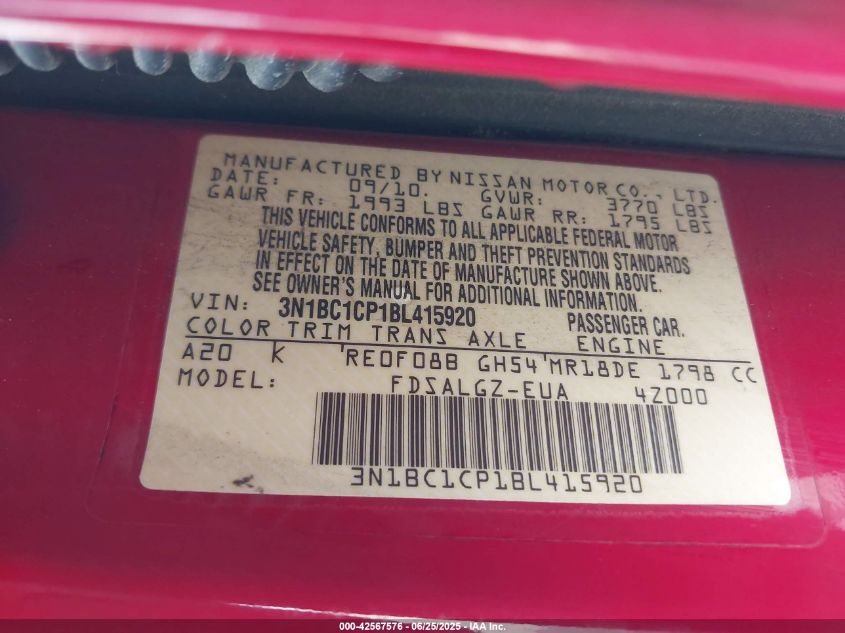 MANUFACTURED BY NISSAN MOTOR CO., LTD.
DATE: 09/10. GVWR: 3770 LBS
GAWR FR: 1993 LBS GAWR RR: 1795 LBS
THIS VEHICLE CONFORMS TO ALL APPLICABLE FEDERAL MOTOR
VEHICLE SAFETY, BUMPER AND THEFT PREVENTION STANDARDS
IN EFFECT ON THE DATE OF MANUFACTURE SHOWN ABOVE.
SEE OWNER'S MANUAL FOR ADDITIONAL INFORMATION.
VIN: 3N1BC1CP1BL415920 PASSENGER CAR.
COLOR TRIM TRANS AXLE ENGINE
A20 K RE0F08B GH54 MR18DE 1798 CC
MODEL: FDSALGZ-EUA 4Z000
3N1BC1CP1BL415920
000-42567576 - 06/25/2025 - IAA Inc.